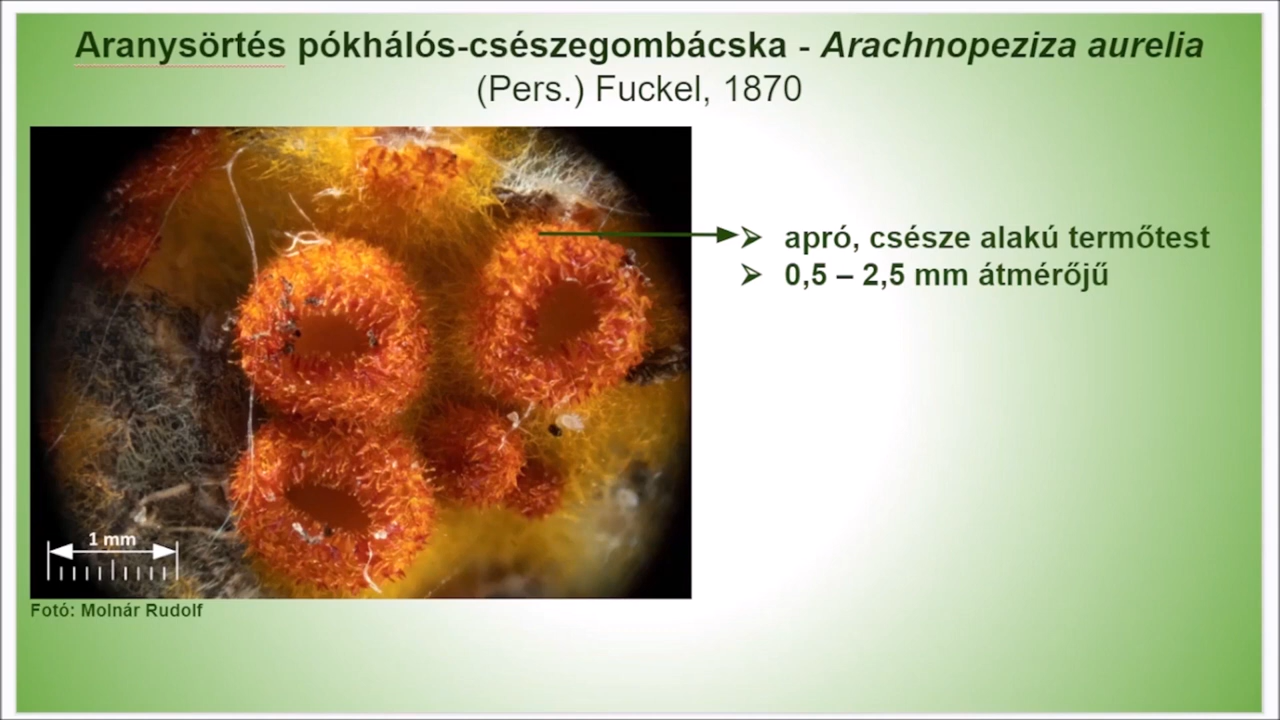 Aranysörtés pókhálós-csészegombácska - Arachnopeziza aurelia
(Pers.) Fuckel, 1870
➢ apró, csésze alakú termőtest
➢ 0,5 – 2,5 mm átmérőjű
1 mm
Fotó: Molnár Rudolf